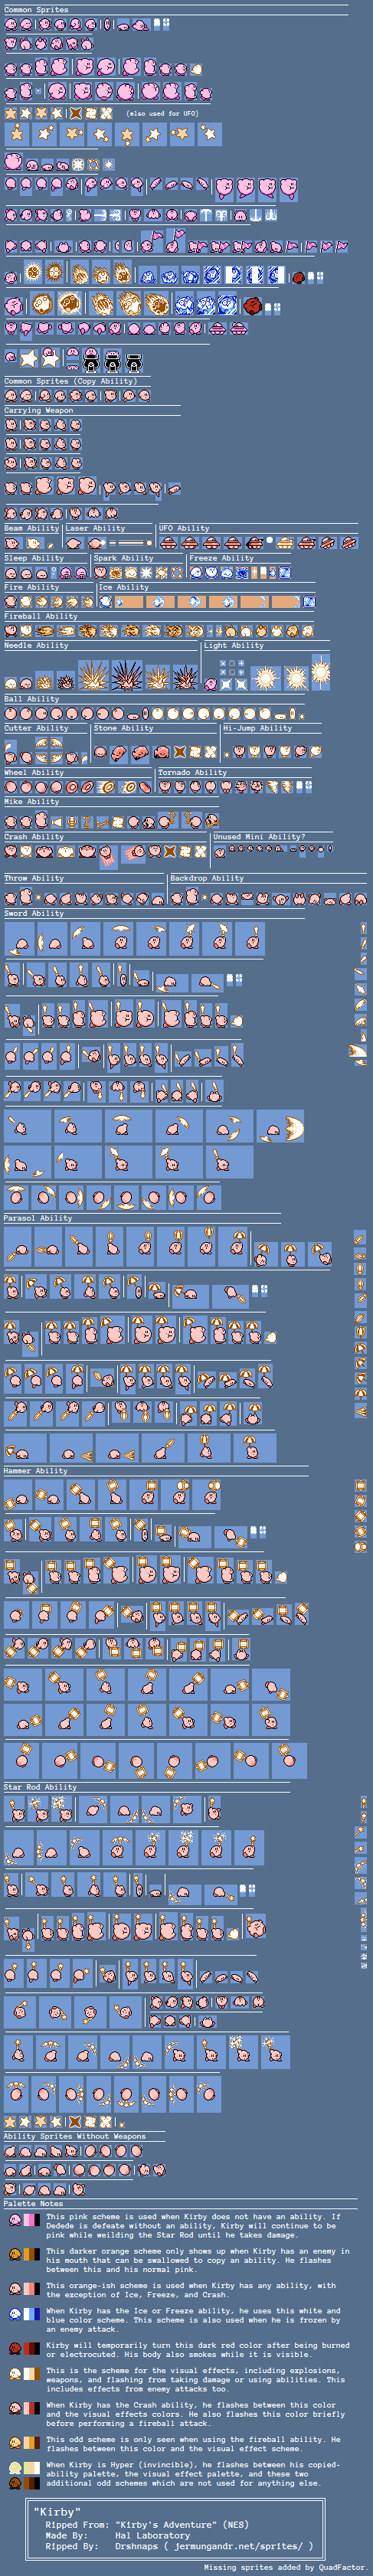 Common Sprites
(also used for UFO)
Common Sprites (Copy Ability)
Carrying Weapon
Beam Ability
Laser Ability
UFO Ability
Sleep Ability
Spark Ability
Freeze Ability
Fire Ability
Ice Ability
Fireball Ability
Needle Ability
Light Ability
Ball Ability
Cutter Ability
Stone Ability
Hi-Jump Ability
Wheel Ability
Tornado Ability
Mike Ability
Crash Ability
Unused Mini Ability?
Throw Ability
Backdrop Ability
Sword Ability
Parasol Ability
Hammer Ability
Star Rod Ability
Ability Sprites Without Weapons
Palette Notes
This pink scheme is used when Kirby does not have an ability. If
Dedede is defeate without an ability, Kirby will continue to be
pink while weilding the Star Rod until he takes damage.
This darker orange scheme only shows up when Kirby has an enemy in
his mouth that can be swallowed to copy an ability. He flashes
between this and his normal pink.
This orange-ish scheme is used when Kirby has any ability, with
the exception of Ice, Freeze, and Crash.
When Kirby has the Ice or Freeze ability, he uses this white and
blue color scheme. This scheme is also used when he is frozen by
an enemy attack.
Kirby will temporarily turn this dark red color after being burned
or electrocuted. His body also smokes while it is visible.
This is the scheme for the visual effects, including explosions,
weapons, and flashing from taking damage or using abilities. This
includes effects from enemy attacks too.
When Kirby has the Crash ability, he flashes between this color
and the visual effects colors. He also flashes this color briefly
before performing a fireball attack.
This odd scheme is only seen when using the fireball ability. He
flashes between this color and the visual effect scheme.
When Kirby is Hyper (invincible), he flashes between his copied-
ability palette, the visual effect palette, and these two
additional odd schemes which are not used for anything else.
"Kirby"
Ripped From: "Kirby's Adventure" (NES)
Made By: Hal Laboratory
Ripped By: Drshnaps ( jermungandr.net/sprites/ )
Missing sprites added by QuadFactor.